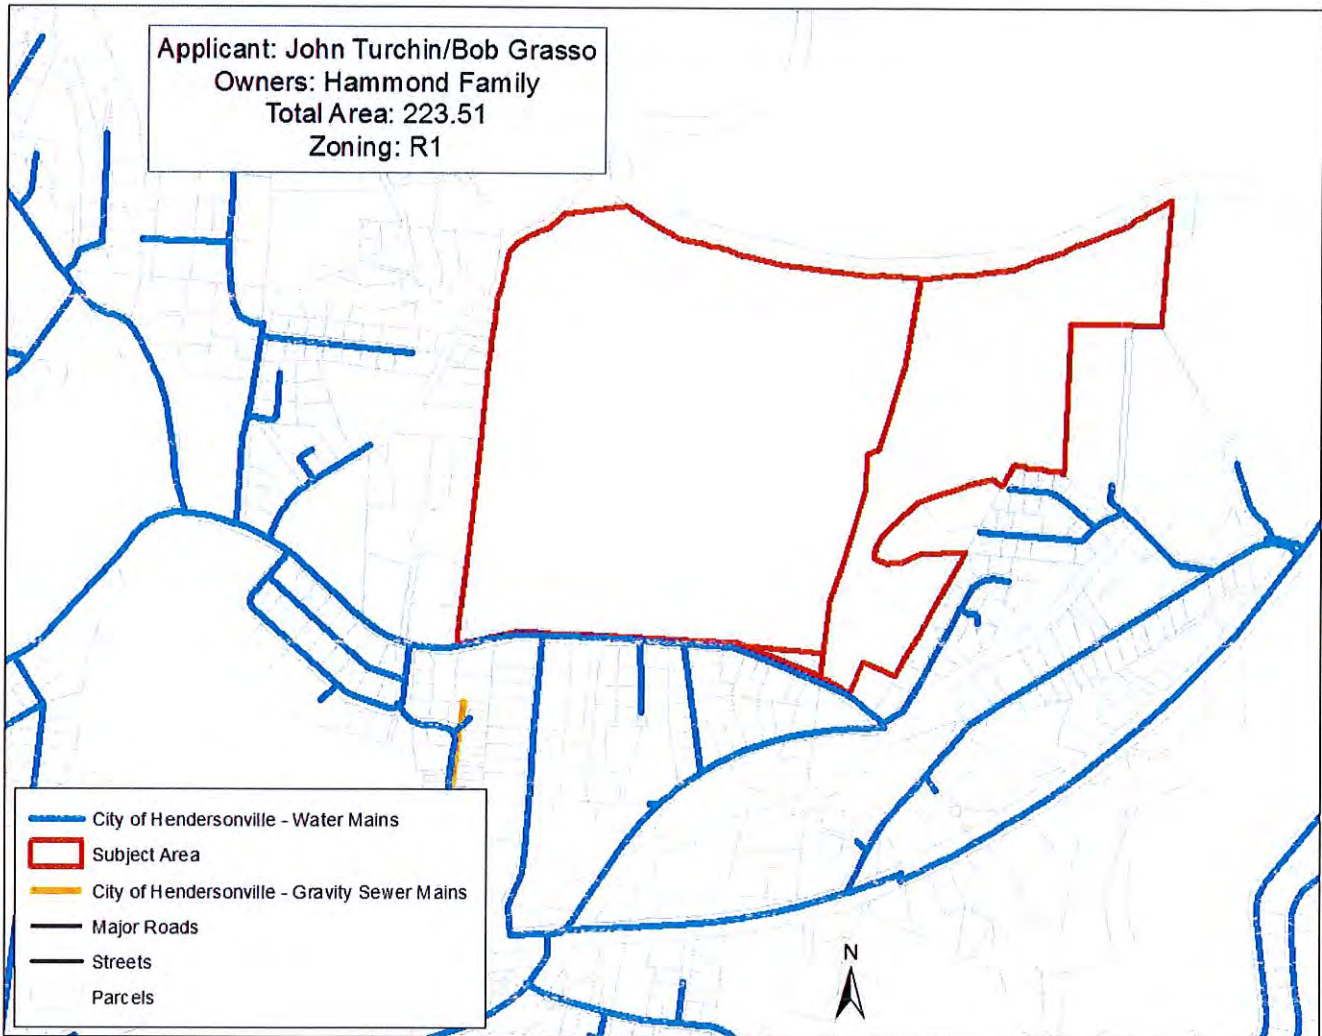 Applicant: John Turchin/Bob Grasso
Owners: Hammond Family
Total Area: 223.51
Zoning: R1
City of Hendersonville - Water Mains
Subject Area
City of Hendersonville - Gravity Sewer Mains
Major Roads
Streets
Parcels
N